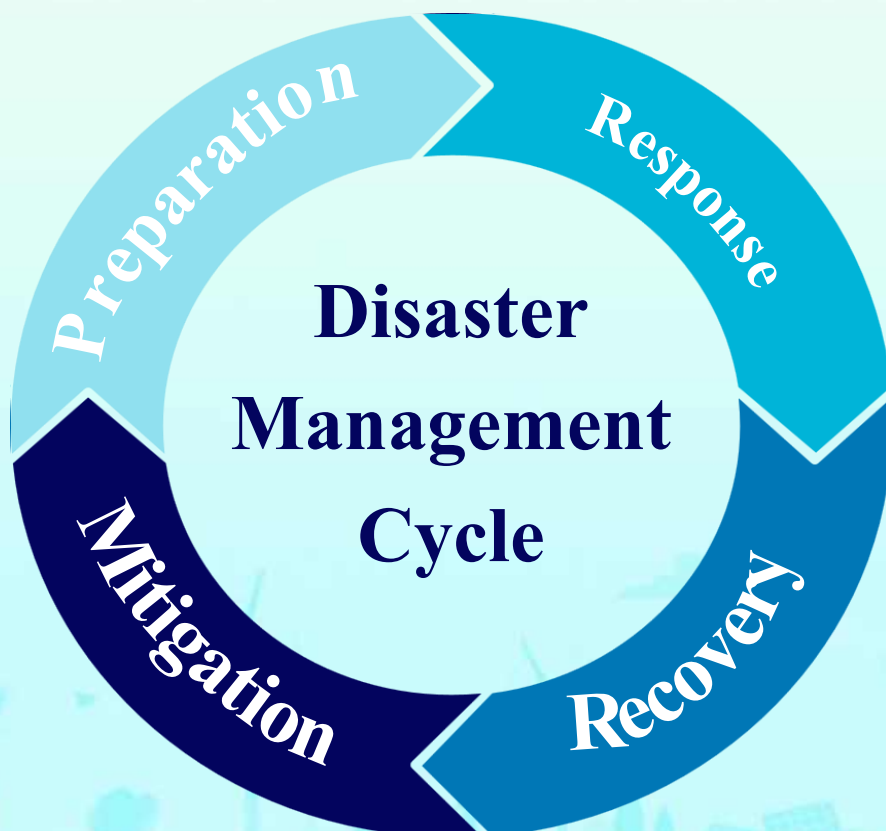 Preparation
Response
Disaster
Management
Cycle
Mitigation
Recovery